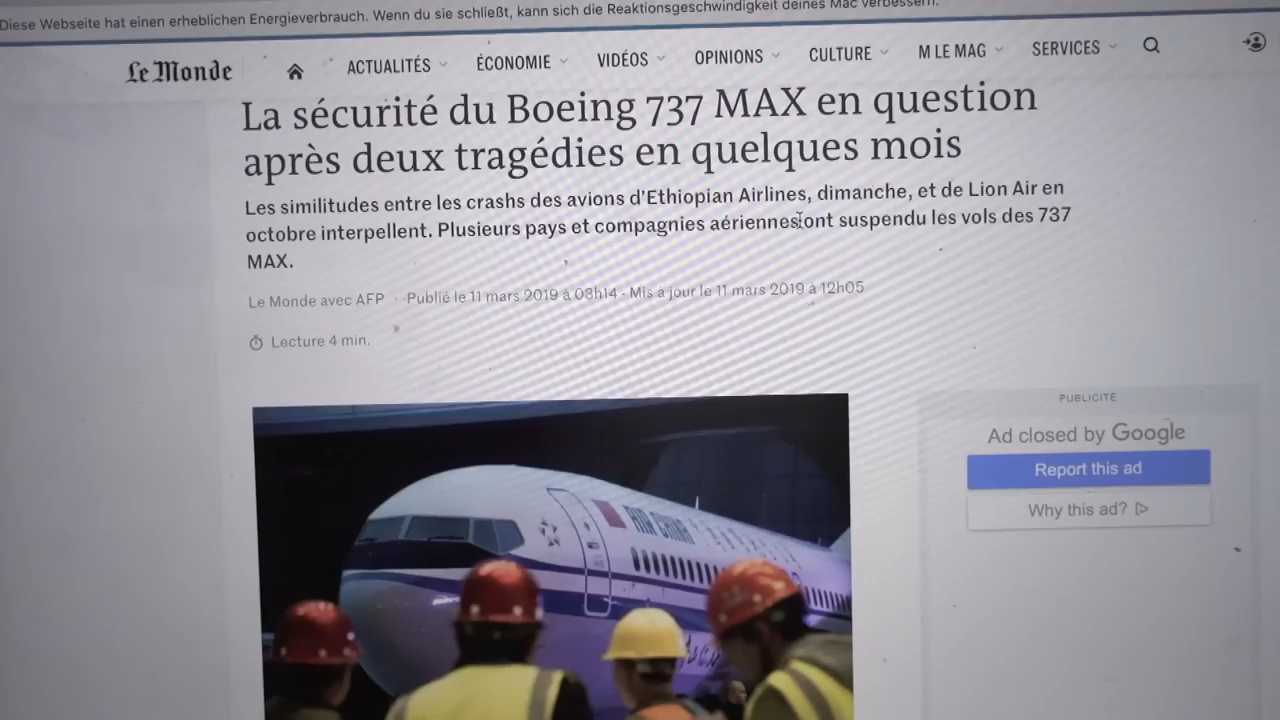 Diese Webseite hat einen erheblichen Energieverbrauch. Wenn du sie schließt, kann sich die Reaktionsgeschwindigkeit deines Mac verbessern.
Le Monde ACTUALITÉS ÉCONOMIE VIDÉOS OPINIONS CULTURE M LE MAG SERVICES
La sécurité du Boeing 737 MAX en question
après deux tragédies en quelques mois
Les similitudes entre les crashs des avions d'Ethiopian Airlines, dimanche, et de Lion Air en
octobre interpellent. Plusieurs pays et compagnies aériennes ont suspendu les vols des 737
MAX.
Le Monde avec AFP · Publié le 11 mars 2019 à 03h14 - Mis à jour le 11 mars 2019 à 12h05
Lecture 4 min.
PUBLICITÉ
Ad closed by Google
Report this ad
Why this ad?
AIR CHINA